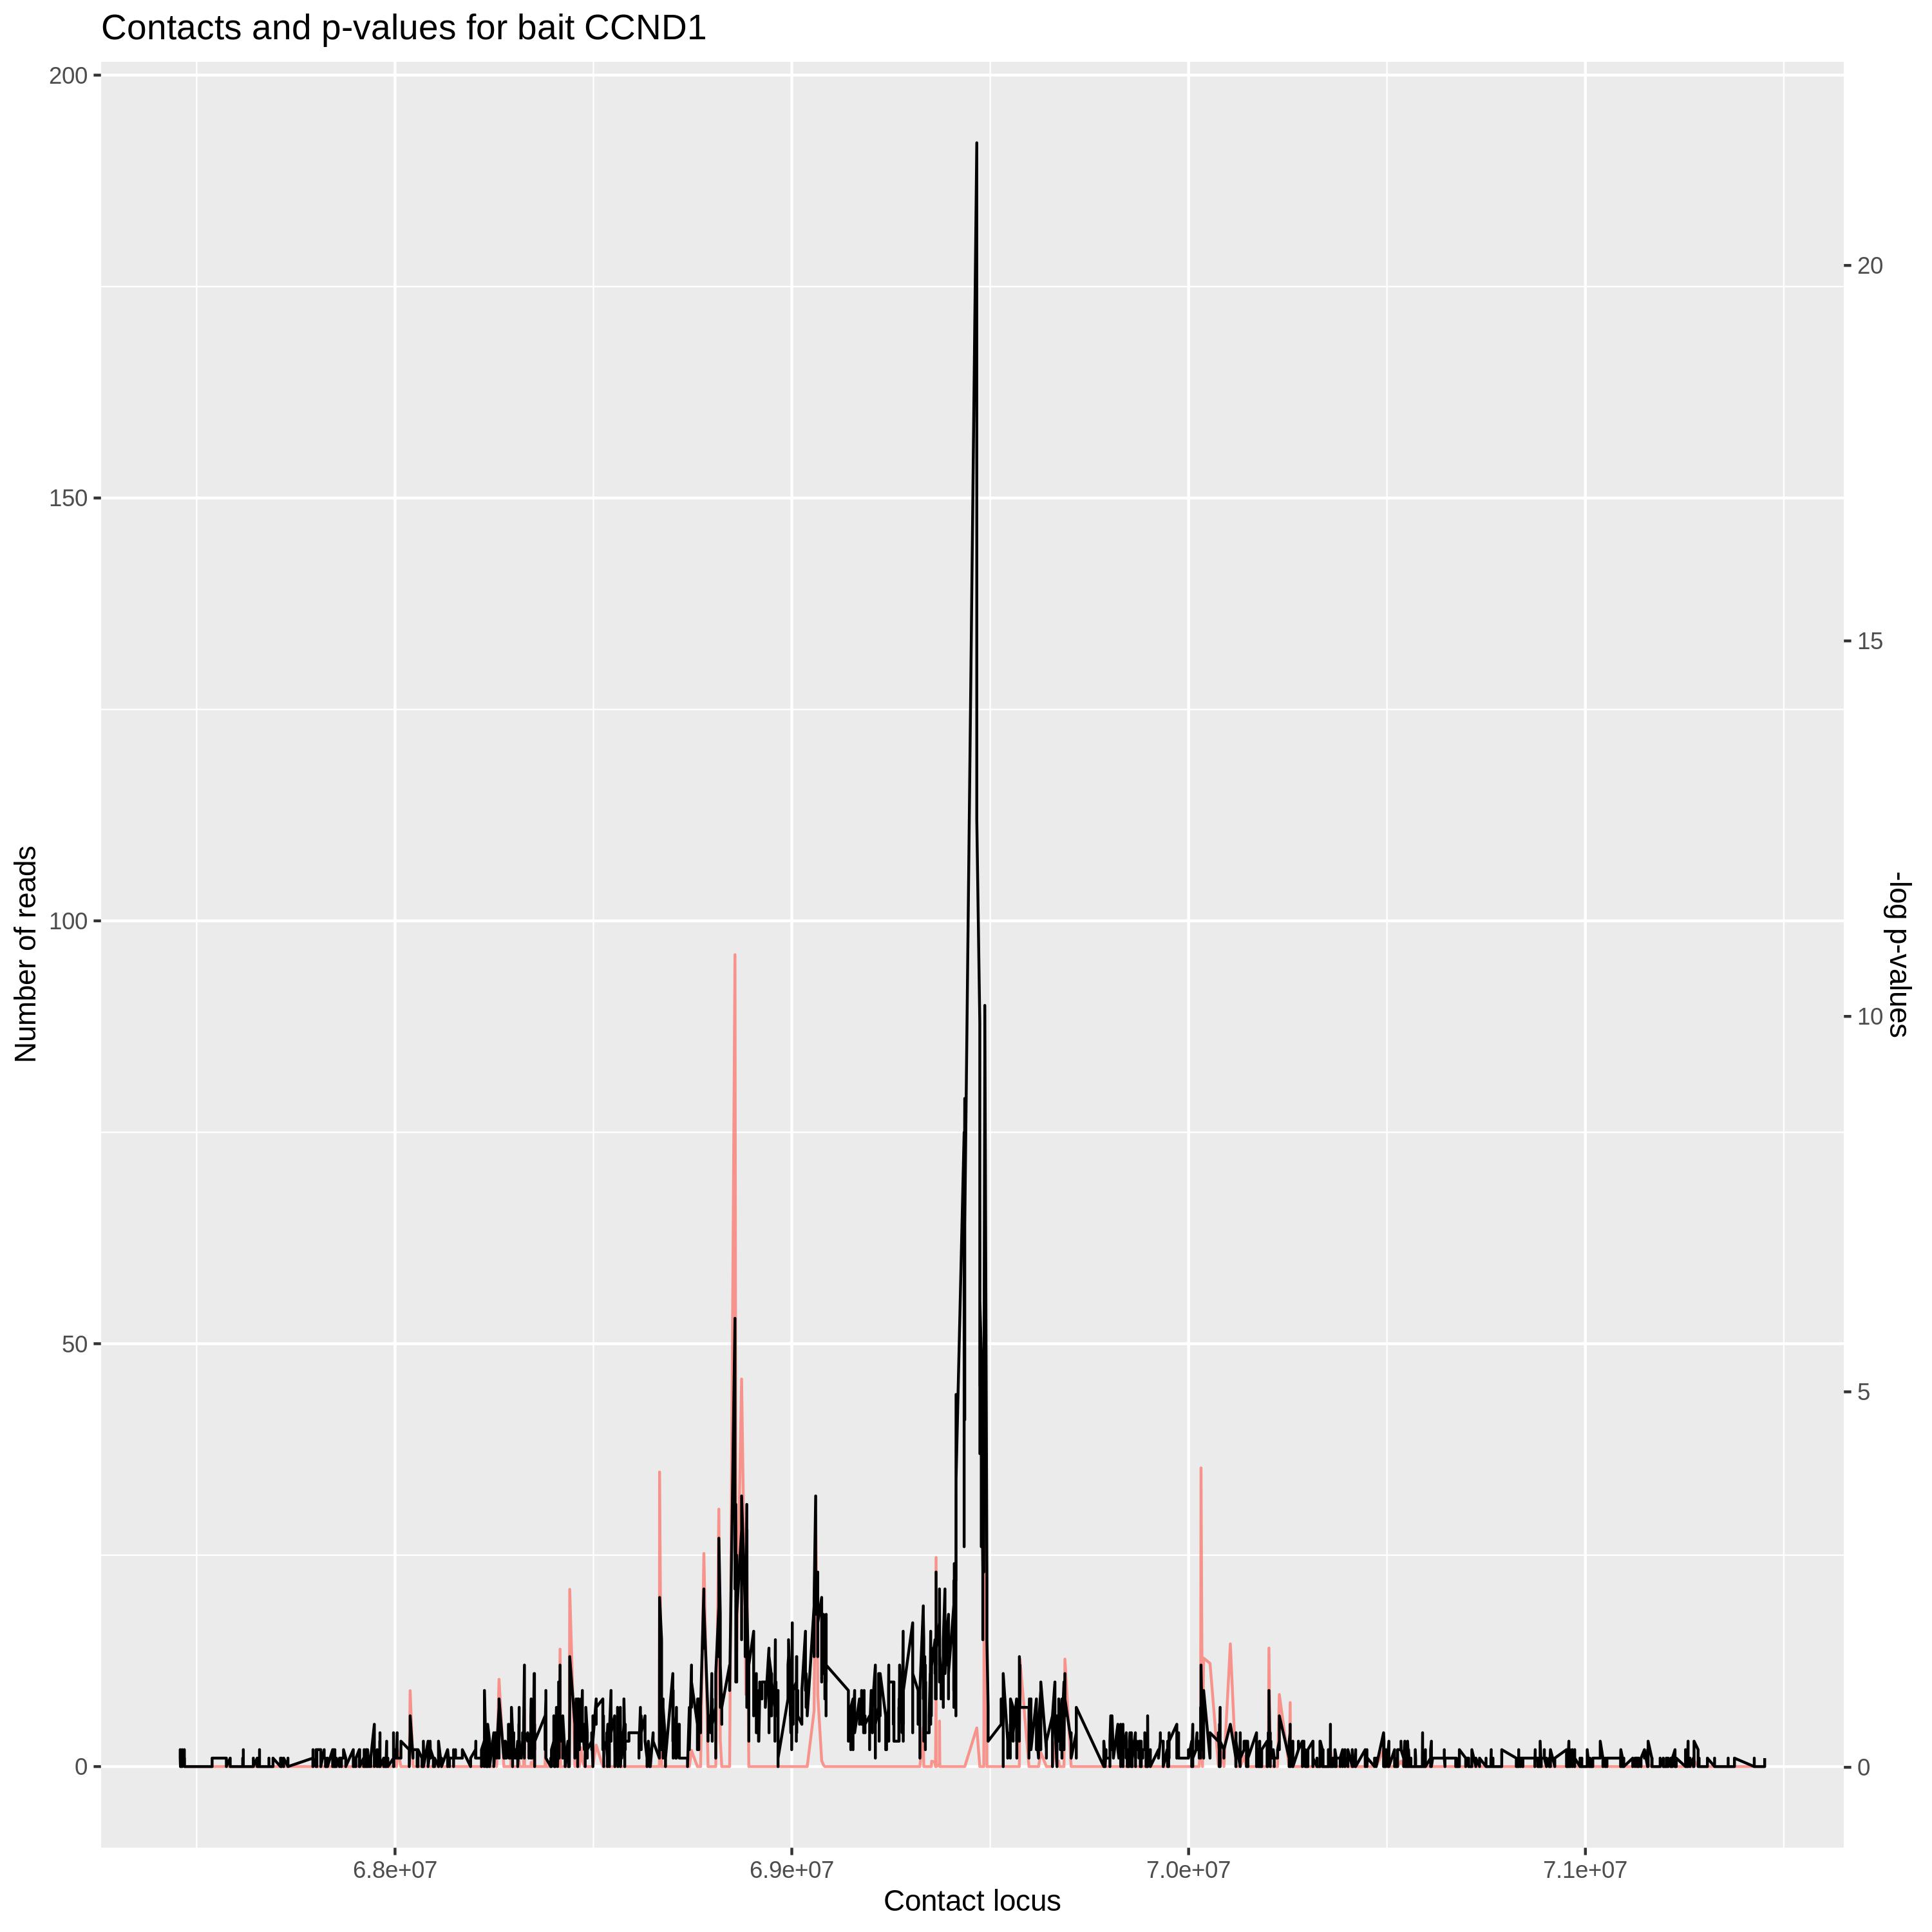 Contacts and p-values for bait CCND1
200
150
100
50
0
Number of reads
20
15
10
5
0
-log p-values
6.8e+07
6.9e+07
7.0e+07
7.1e+07
Contact locus